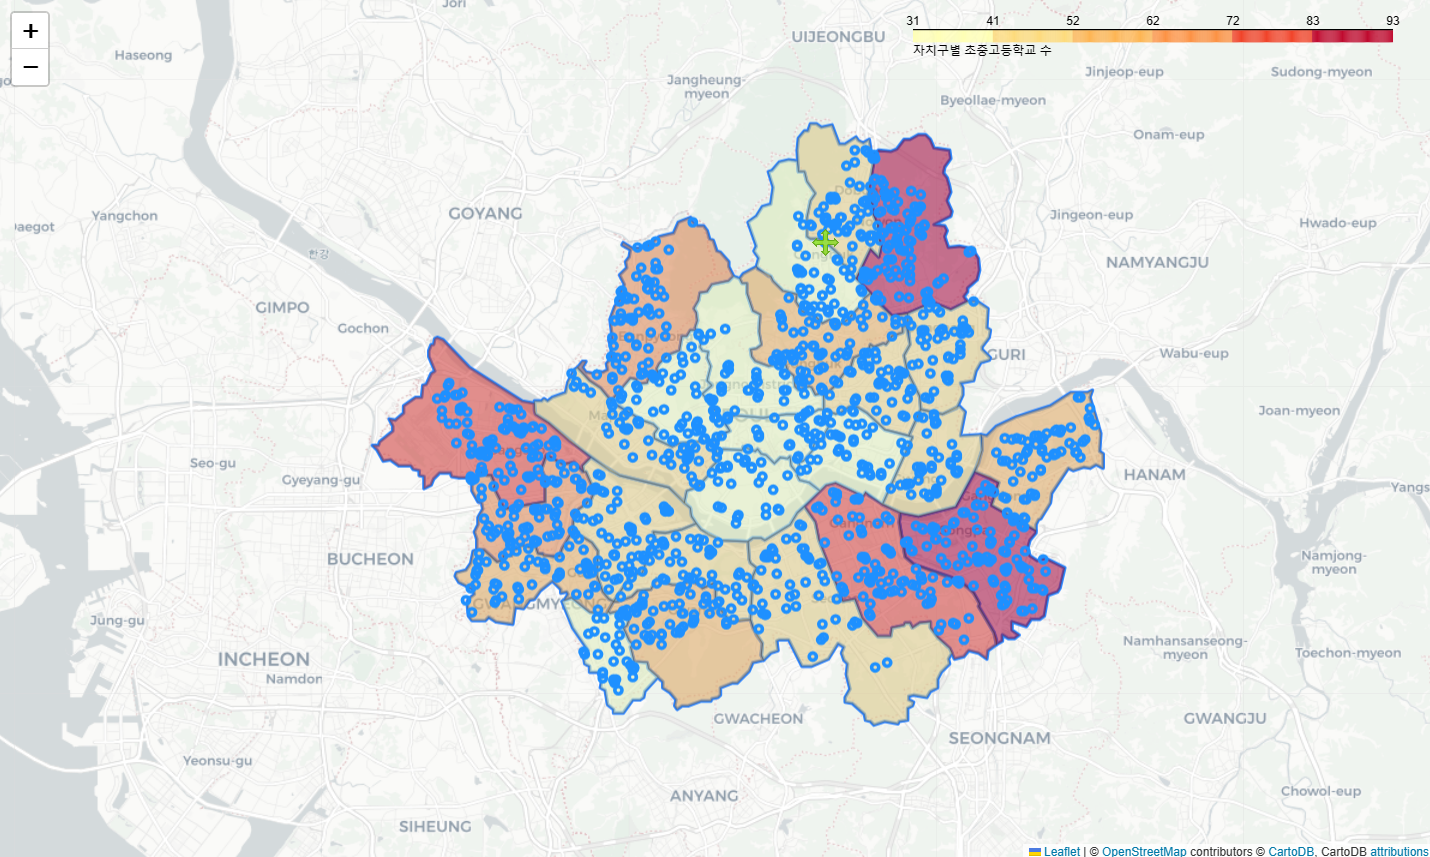 Jori
+
−
31 41 52 62 72 83 93
자치구별 초중고등학교 수
UIJEONGBU
Haseong
Jangheung-
myeon
Jinjeop-eup
Sudong-myeon
Byeollae-myeon
Onam-eup
Yangchon
GOYANG
Jingeon-eup
Hwado-eup
한강
NAMYANGJU
GIMPO
Gochon
GURI
Wabu-eup
Joan-myeon
Seo-gu
Gyeyang-gu
HANAM
BUCHEON
Namjong-
myeon
GWANGMYEONG
Jung-gu
Namhansanseong-
myeon
Toechon-myeon
INCHEON
Namdon
GWACHEON
GWANGJU
SEONGNAM
Yeonsu-gu
ANYANG
Chowol-eup
SIHEUNG
Leaflet | © OpenStreetMap contributors © CartoDB, CartoDB attributions